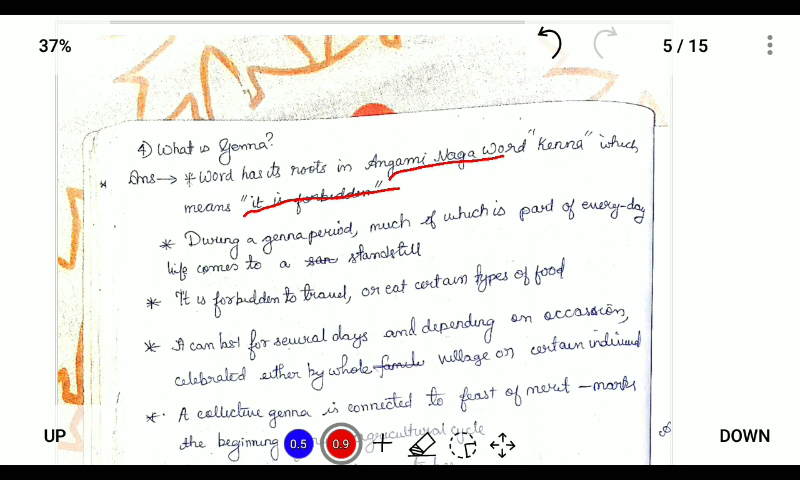 37%
5 / 15
4) What is Genna?
Ans → * Word has its roots in Angami Naga Word "Kenna" which
means "it is forbidden"
* During a genna period, much of which is part of every-day
life comes to a standstill
* It is forbidden to travel, or eat certain types of food
* It can last for several days and depending on occasion,
celebrated either by whole village or certain individual
* A collective genna is connected to feast of merit - marks
the beginning agricultural cycle
UP
0.5
0.9
DOWN